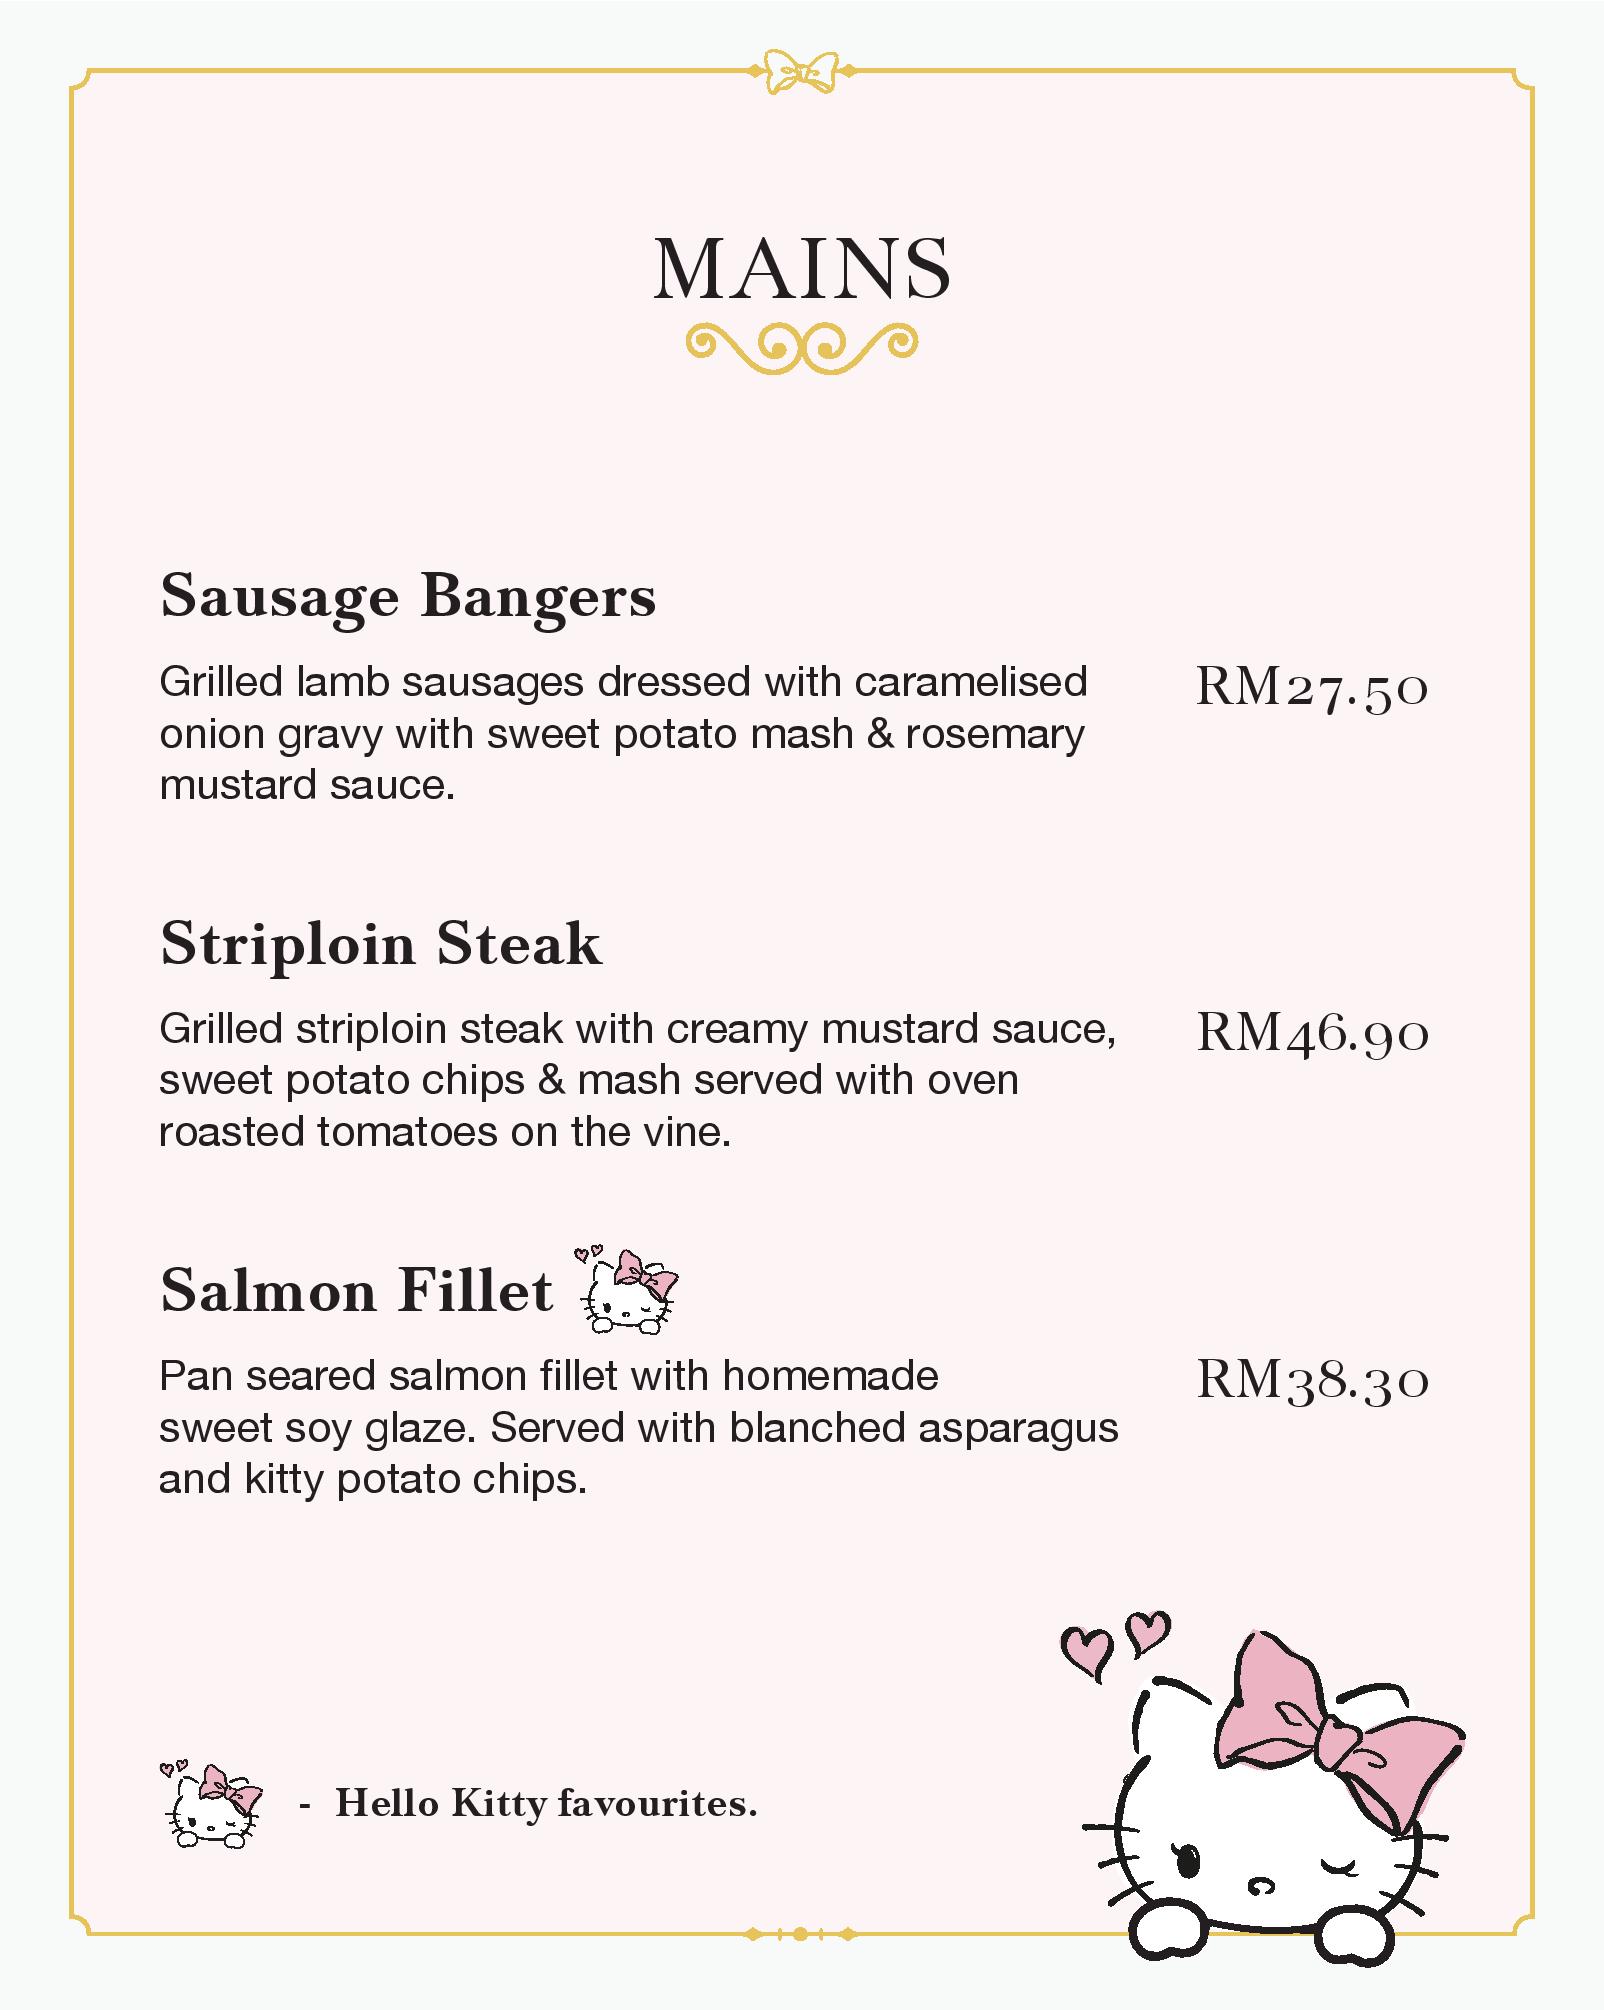 MAINS
Sausage Bangers
Grilled lamb sausages dressed with caramelised
onion gravy with sweet potato mash & rosemary
mustard sauce.
RM27.50
Striploin Steak
Grilled striploin steak with creamy mustard sauce,
sweet potato chips & mash served with oven
roasted tomatoes on the vine.
RM46.90
Salmon Fillet
Pan seared salmon fillet with homemade
sweet soy glaze. Served with blanched asparagus
and kitty potato chips.
RM38.30
- Hello Kitty favourites.